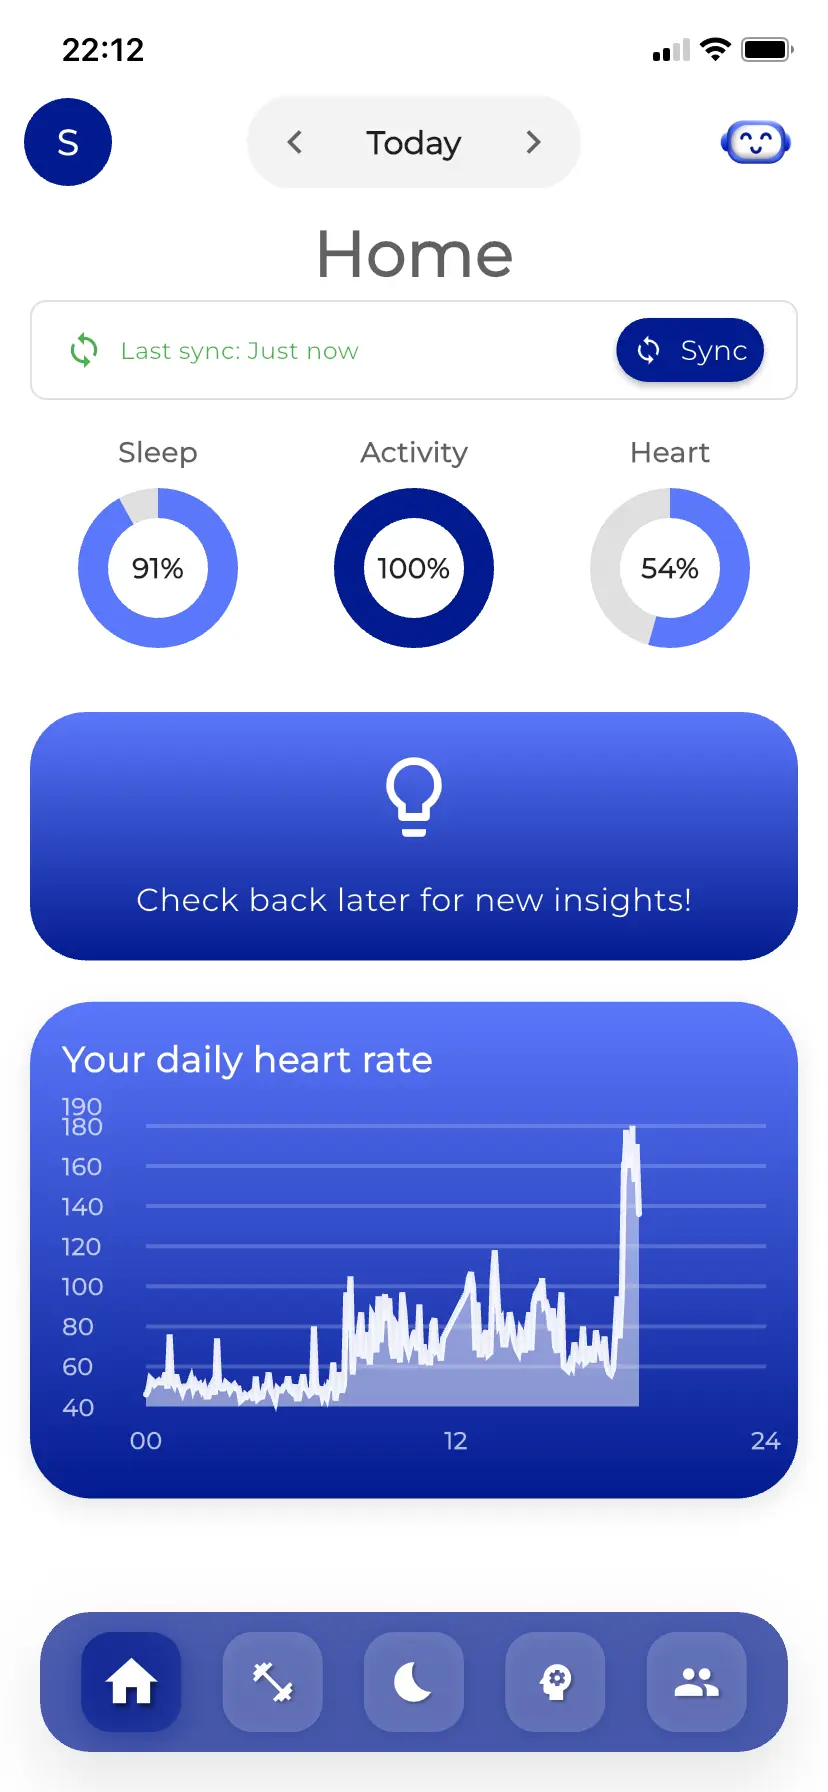 22:12
S
Today
Home
Last sync: Just now
Sync
Sleep
Activity
Heart
91%
100%
54%
Check back later for new insights!
Your daily heart rate
190
180
160
140
120
100
80
60
40
00
12
24